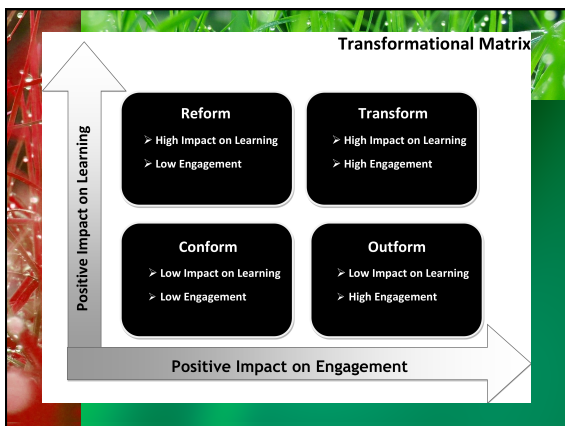 Transformational Matrix
Positive Impact on Learning
Reform
➢ High Impact on Learning
➢ Low Engagement
Transform
➢ High Impact on Learning
➢ High Engagement
Conform
➢ Low Impact on Learning
➢ Low Engagement
Outform
➢ Low Impact on Learning
➢ High Engagement
Positive Impact on Engagement